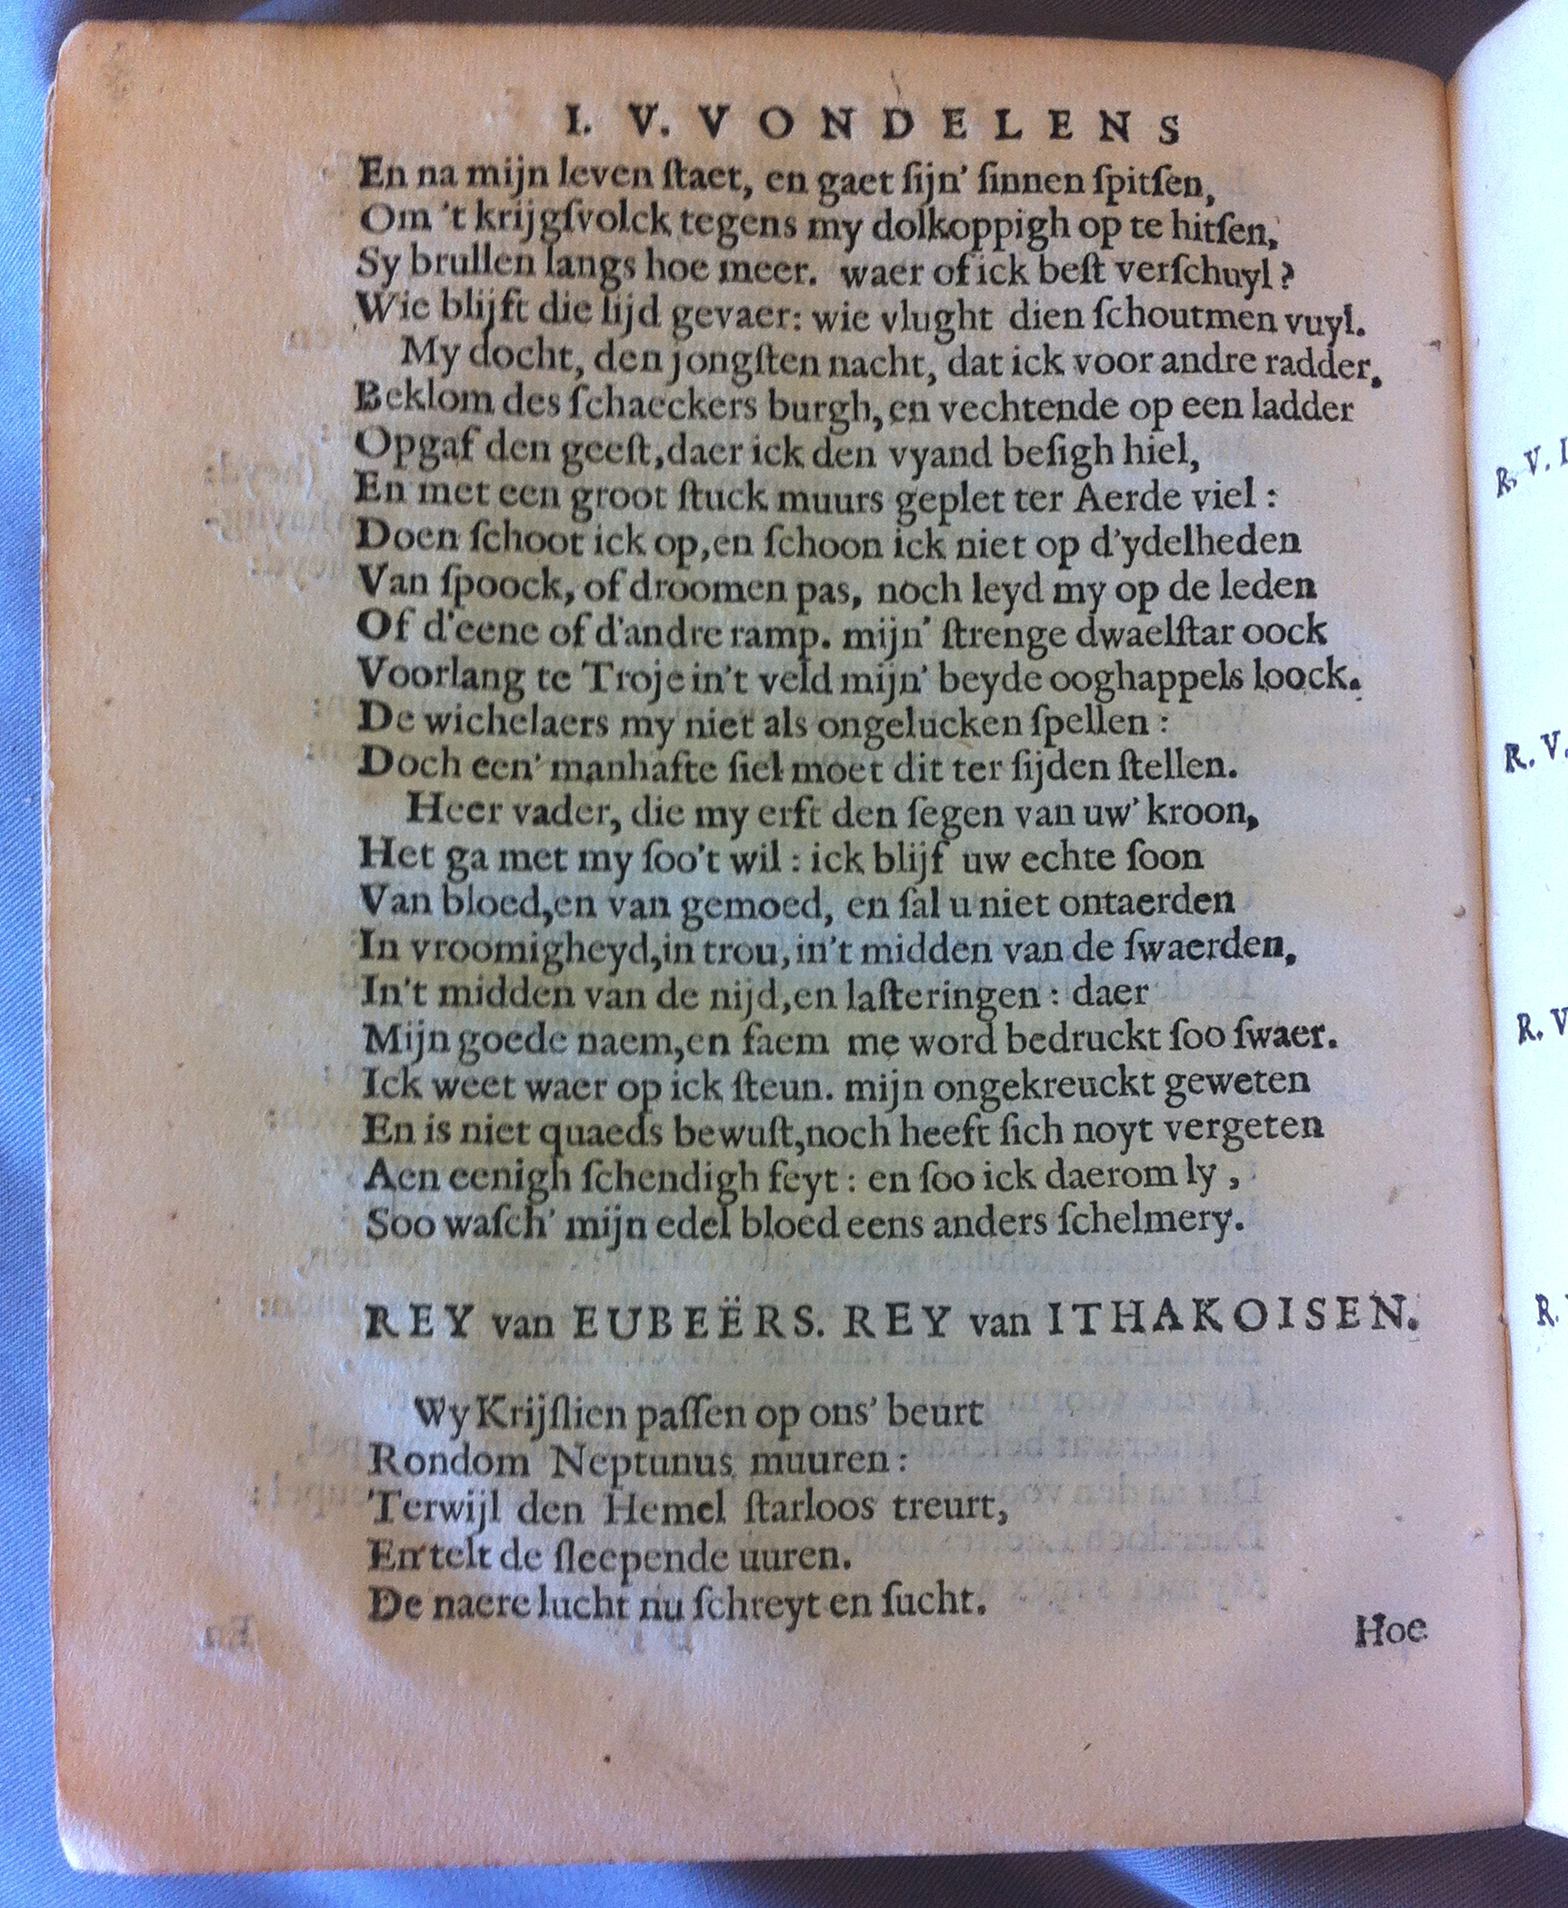 I. V. VONDELENS
En na mijn leven ſtaet, en gaet ſijn' ſinnen ſpitſen,
Om 't krijgſvolck tegens my dolkoppigh op te hitſen,
Sy brullen langs hoe meer. waer of ick beſt verſchuyl?
Wie blijft die lijd gevaer: wie vlught dien ſchoutmen vuyl.
My docht, den jongſten nacht, dat ick voor andre radder,
Beklom des ſchaeckers burgh, en vechtende op een ladder
Opgaf den geeſt, daer ick den vyand beſigh hiel,
En met een groot ſtuck muurs geplet ter Aerde viel:
Doen ſchoot ick op, en ſchoon ick niet op d'ydelheden
Van ſpoock, of droomen pas, noch leyd my op de leden
Of d'eene of d'andre ramp. mijn' ſtrenge dwaelſtar oock
Voorlang te Troje in't veld mijn' beyde ooghappels loock.
De wichelaers my niet als ongelucken ſpellen:
Doch een' manhafte ſiel moet dit ter ſijden ſtellen.
Heer vader, die my erft den ſegen van uw' kroon,
Het ga met my ſoo't wil: ick blijf uw echte ſoon
Van bloed, en van gemoed, en ſal u niet ontaerden
In vroomigheyd, in trou, in't midden van de ſwaerden,
In't midden van de nijd, en laſteringen: daer
Mijn goede naem, en faem me word bedruckt ſoo ſwaer.
Ick weet waer op ick ſteun. mijn ongekreuckt geweten
En is niet quaeds bewuſt, noch heeft ſich noyt vergeten
Aen eenigh ſchendigh feyt: en ſoo ick daerom ly,
Soo waſch' mijn edel bloed eens anders ſchelmery.
REY van EUBEËRS. REY van ITHAKOISEN.
Wy Krijſlien paſſen op ons' beurt
Rondom Neptunus muuren:
Terwijl den Hemel ſtarloos treurt,
En telt de ſleepende uuren.
De naere lucht nu ſchreyt en ſucht.
Hoe
R. V.
R. V.
R. V
R.